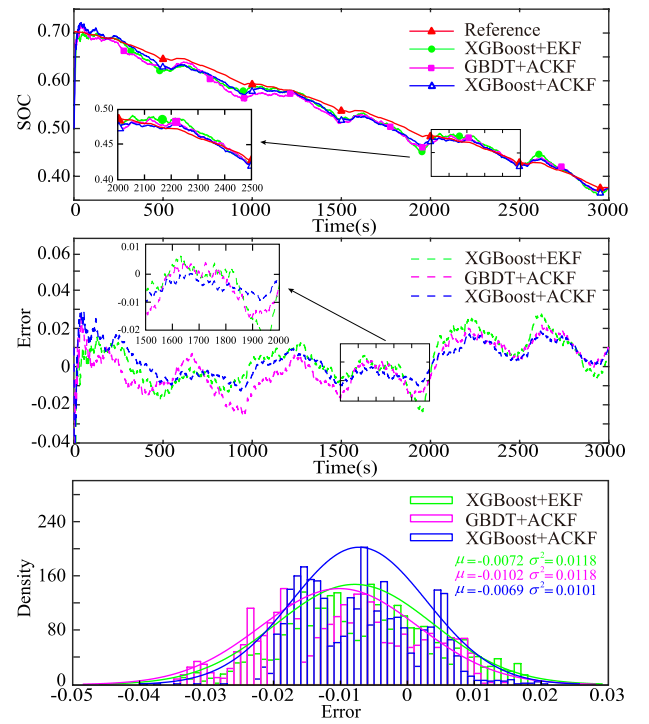 0.70
0.60
0.50
0.40
SOC
Reference
XGBoost+EKF
GBDT+ACKF
XGBoost+ACKF
0.50
0.45
0.40
2000 2100 2200 2300 2400 2500
0 500 1000 1500 2000 2500 3000
Time(s)
0.06
0.04
0.02
0
-0.02
-0.04
Error
0.01
0
-0.01
-0.02
1500 1600 1700 1800 1900 2000
XGBoost+EKF
GBDT+ACKF
XGBoost+ACKF
0 500 1000 1500 2000 2500 3000
Time(s)
240
160
80
0
Density
XGBoost+EKF
GBDT+ACKF
XGBoost+ACKF
μ=-0.0072 σ²=0.0118
μ=-0.0102 σ²=0.0118
μ=-0.0069 σ²=0.0101
-0.05 -0.04 -0.03 -0.02 -0.01 0 0.01 0.02 0.03
Error